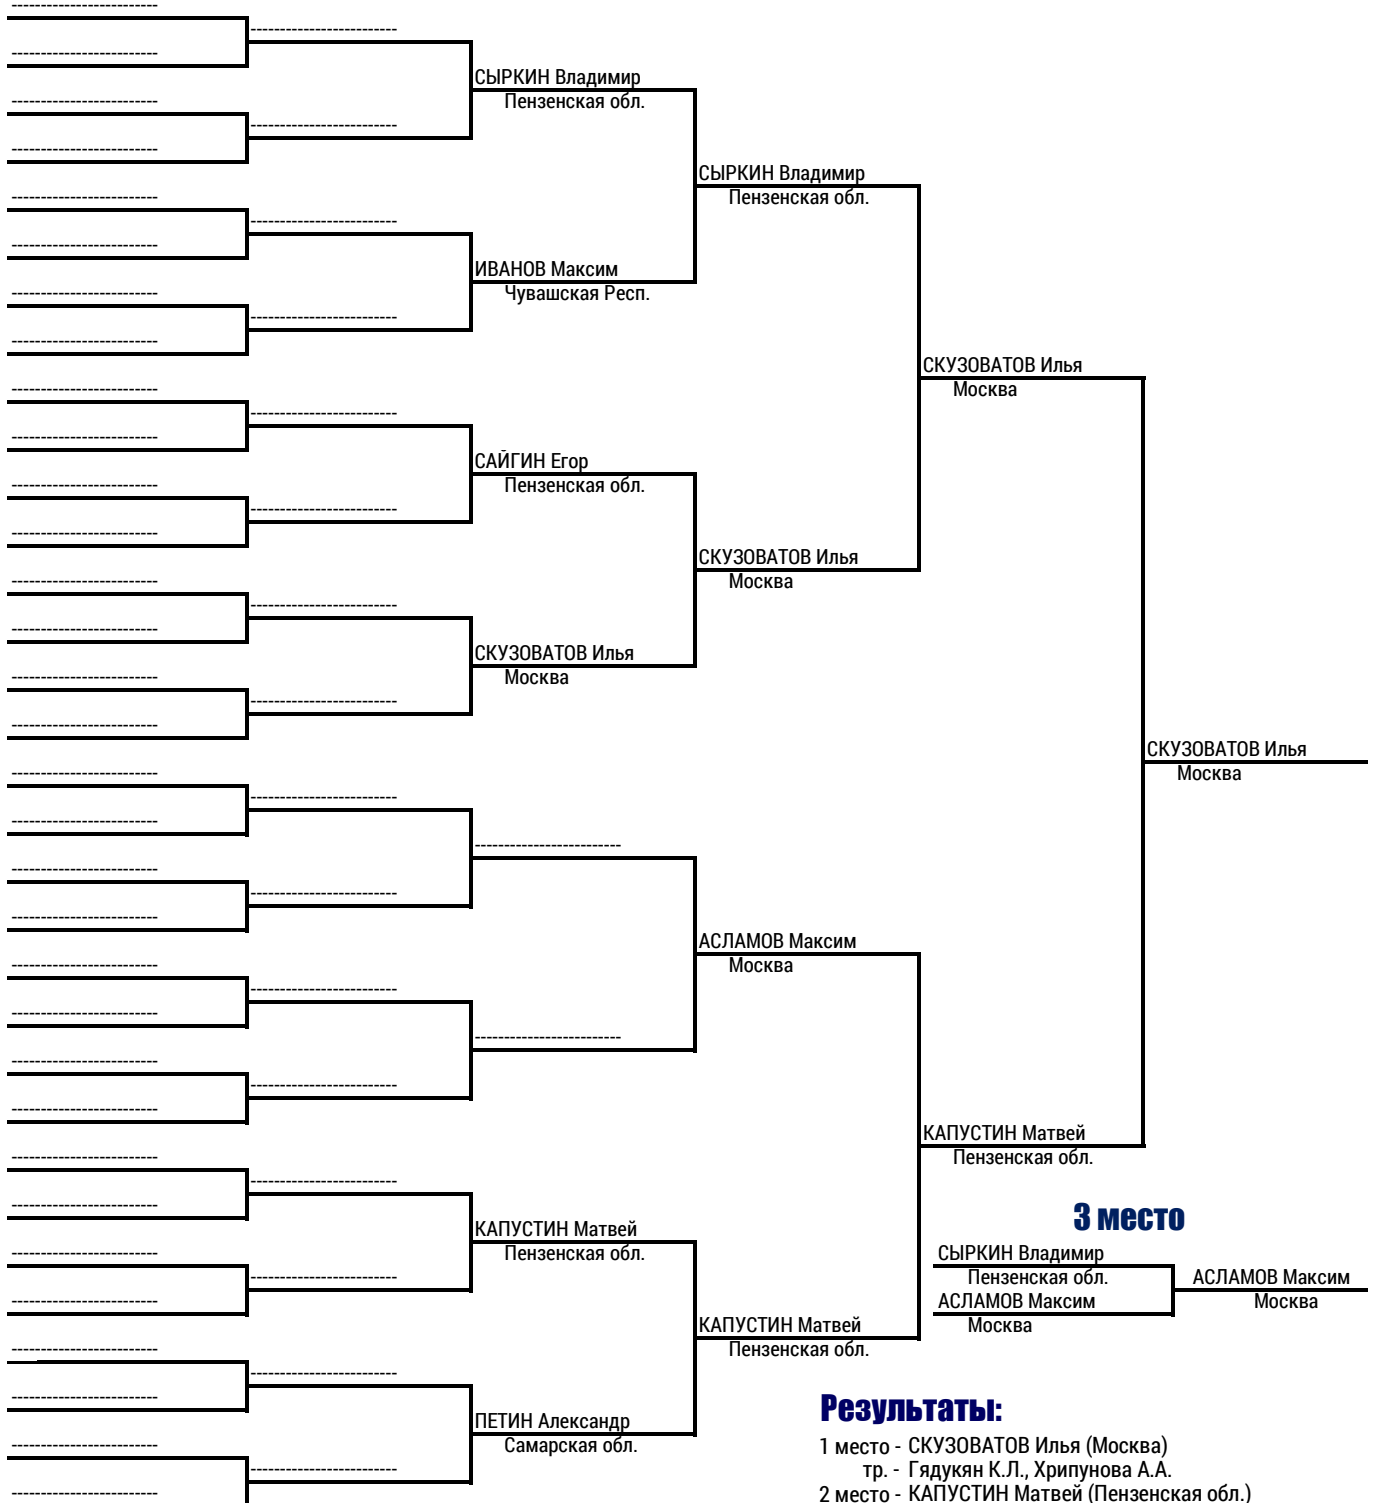 СЫРКИН Владимир
Пензенская обл.
СЫРКИН Владимир
Пензенская обл.
ИВАНОВ Максим
Чувашская Респ.
СКУЗОВАТОВ Илья
Москва
САЙГИН Егор
Пензенская обл.
СКУЗОВАТОВ Илья
Москва
СКУЗОВАТОВ Илья
Москва
СКУЗОВАТОВ Илья
Москва
АСЛАМОВ Максим
Москва
КАПУСТИН Матвей
Пензенская обл.
КАПУСТИН Матвей
Пензенская обл.
3 место
СЫРКИН Владимир
Пензенская обл.
АСЛАМОВ Максим
Москва
АСЛАМОВ Максим
Москва
КАПУСТИН Матвей
Пензенская обл.
ПЕТИН Александр
Самарская обл.
Результаты:
1 место - СКУЗОВАТОВ Илья (Москва)
тр. - Гядукян К.Л., Хрипунова А.А.
2 место - КАПУСТИН Матвей (Пензенская обл.)